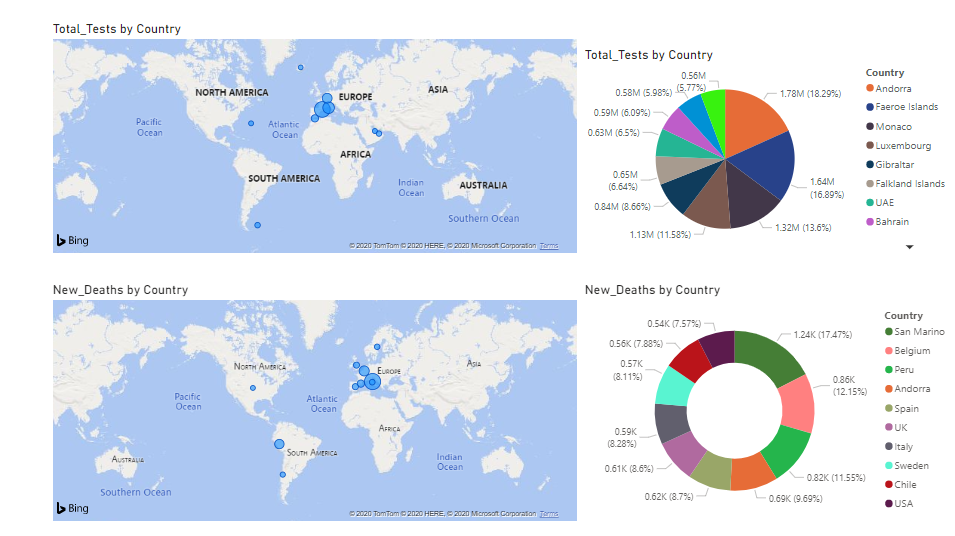 Total_Tests by Country
NORTH AMERICA
EUROPE
ASIA
Pacific
Ocean
Atlantic
Ocean
AFRICA
SOUTH AMERICA
Indian
Ocean
AUSTRALIA
Southern Ocean
Bing
© 2020 TomTom © 2020 HERE, © 2020 Microsoft Corporation Terms
Total_Tests by Country
0.56M
(5.77%)
0.58M (5.98%)
0.59M (6.09%)
0.63M (6.5%)
0.65M
(6.64%)
0.84M (8.66%)
1.13M (11.58%)
1.32M (13.6%)
1.64M
(16.89%)
1.78M (18.29%)
Country
Andorra
Faeroe Islands
Monaco
Luxembourg
Gibraltar
Falkland Islands
UAE
Bahrain
New_Deaths by Country
NORTH AMERICA
EUROPE
ASIA
Pacific
Ocean
Atlantic
Ocean
AFRICA
SOUTH AMERICA
Indian
Ocean
AUSTRALIA
Southern Ocean
Bing
© 2020 TomTom © 2020 HERE, © 2020 Microsoft Corporation Terms
New_Deaths by Country
0.54K (7.57%)
0.56K (7.88%)
0.57K
(8.11%)
0.59K
(8.28%)
0.61K (8.6%)
0.62K (8.7%)
0.69K (9.69%)
0.82K (11.55%)
0.86K
(12.15%)
1.24K (17.47%)
Country
San Marino
Belgium
Peru
Andorra
Spain
UK
Italy
Sweden
Chile
USA